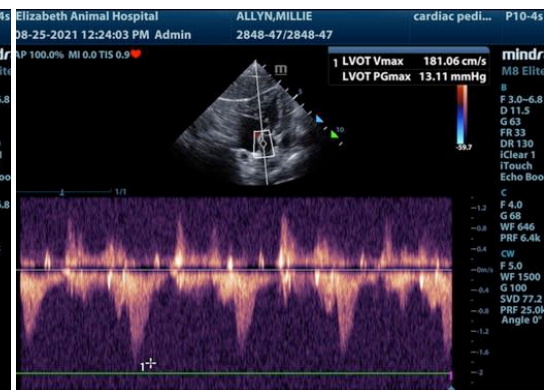 4s
Elizabeth Animal Hospital
ALLYN,MILLIE
cardiac pedi...
P10-4s
08-25-2021 12:24:03 PM Admin
2848-47/2848-47
AP 100.0% MI 0.0 TIS 0.9
1 LVOT Vmax 181.06 cm/s
LVOT PGmax 13.11 mmHg
m
5
10
-59.7
1/1
-1.2
-0.8
-0.4
-0m/s
-0.4
-0.8
-1.2
-1.6
-2
1
mindr
M8 Elite
B
F 3.0~6.8
D 11.5
G 63
FR 33
DR 130
iClear 1
iTouch
Echo Boo
C
F 4.0
G 68
WF 646
PRF 6.4k
CW
F 5.0
WF 1500
G 100
SVD 77.2
PRF 25.0k
Angle 0°